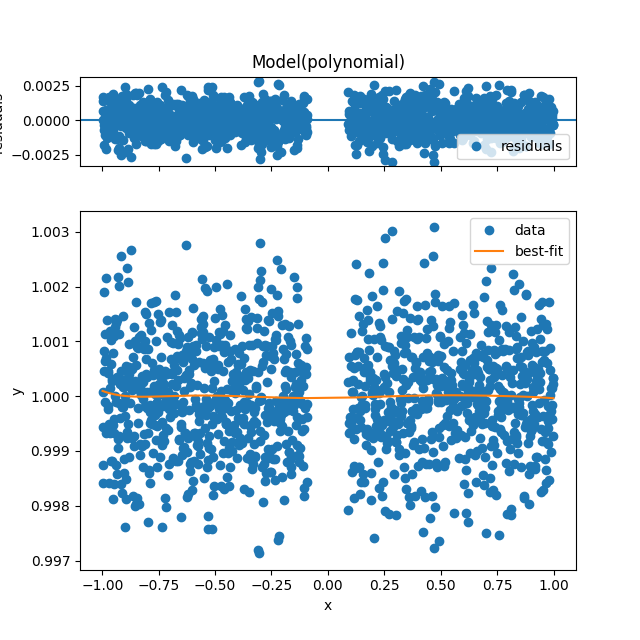 Model(polynomial)
0.0025
0.0000
−0.0025
residuals
residuals
1.003
1.002
1.001
1.000
0.999
0.998
0.997
y
data
best-fit
−1.00 −0.75 −0.50 −0.25 0.00 0.25 0.50 0.75 1.00
x